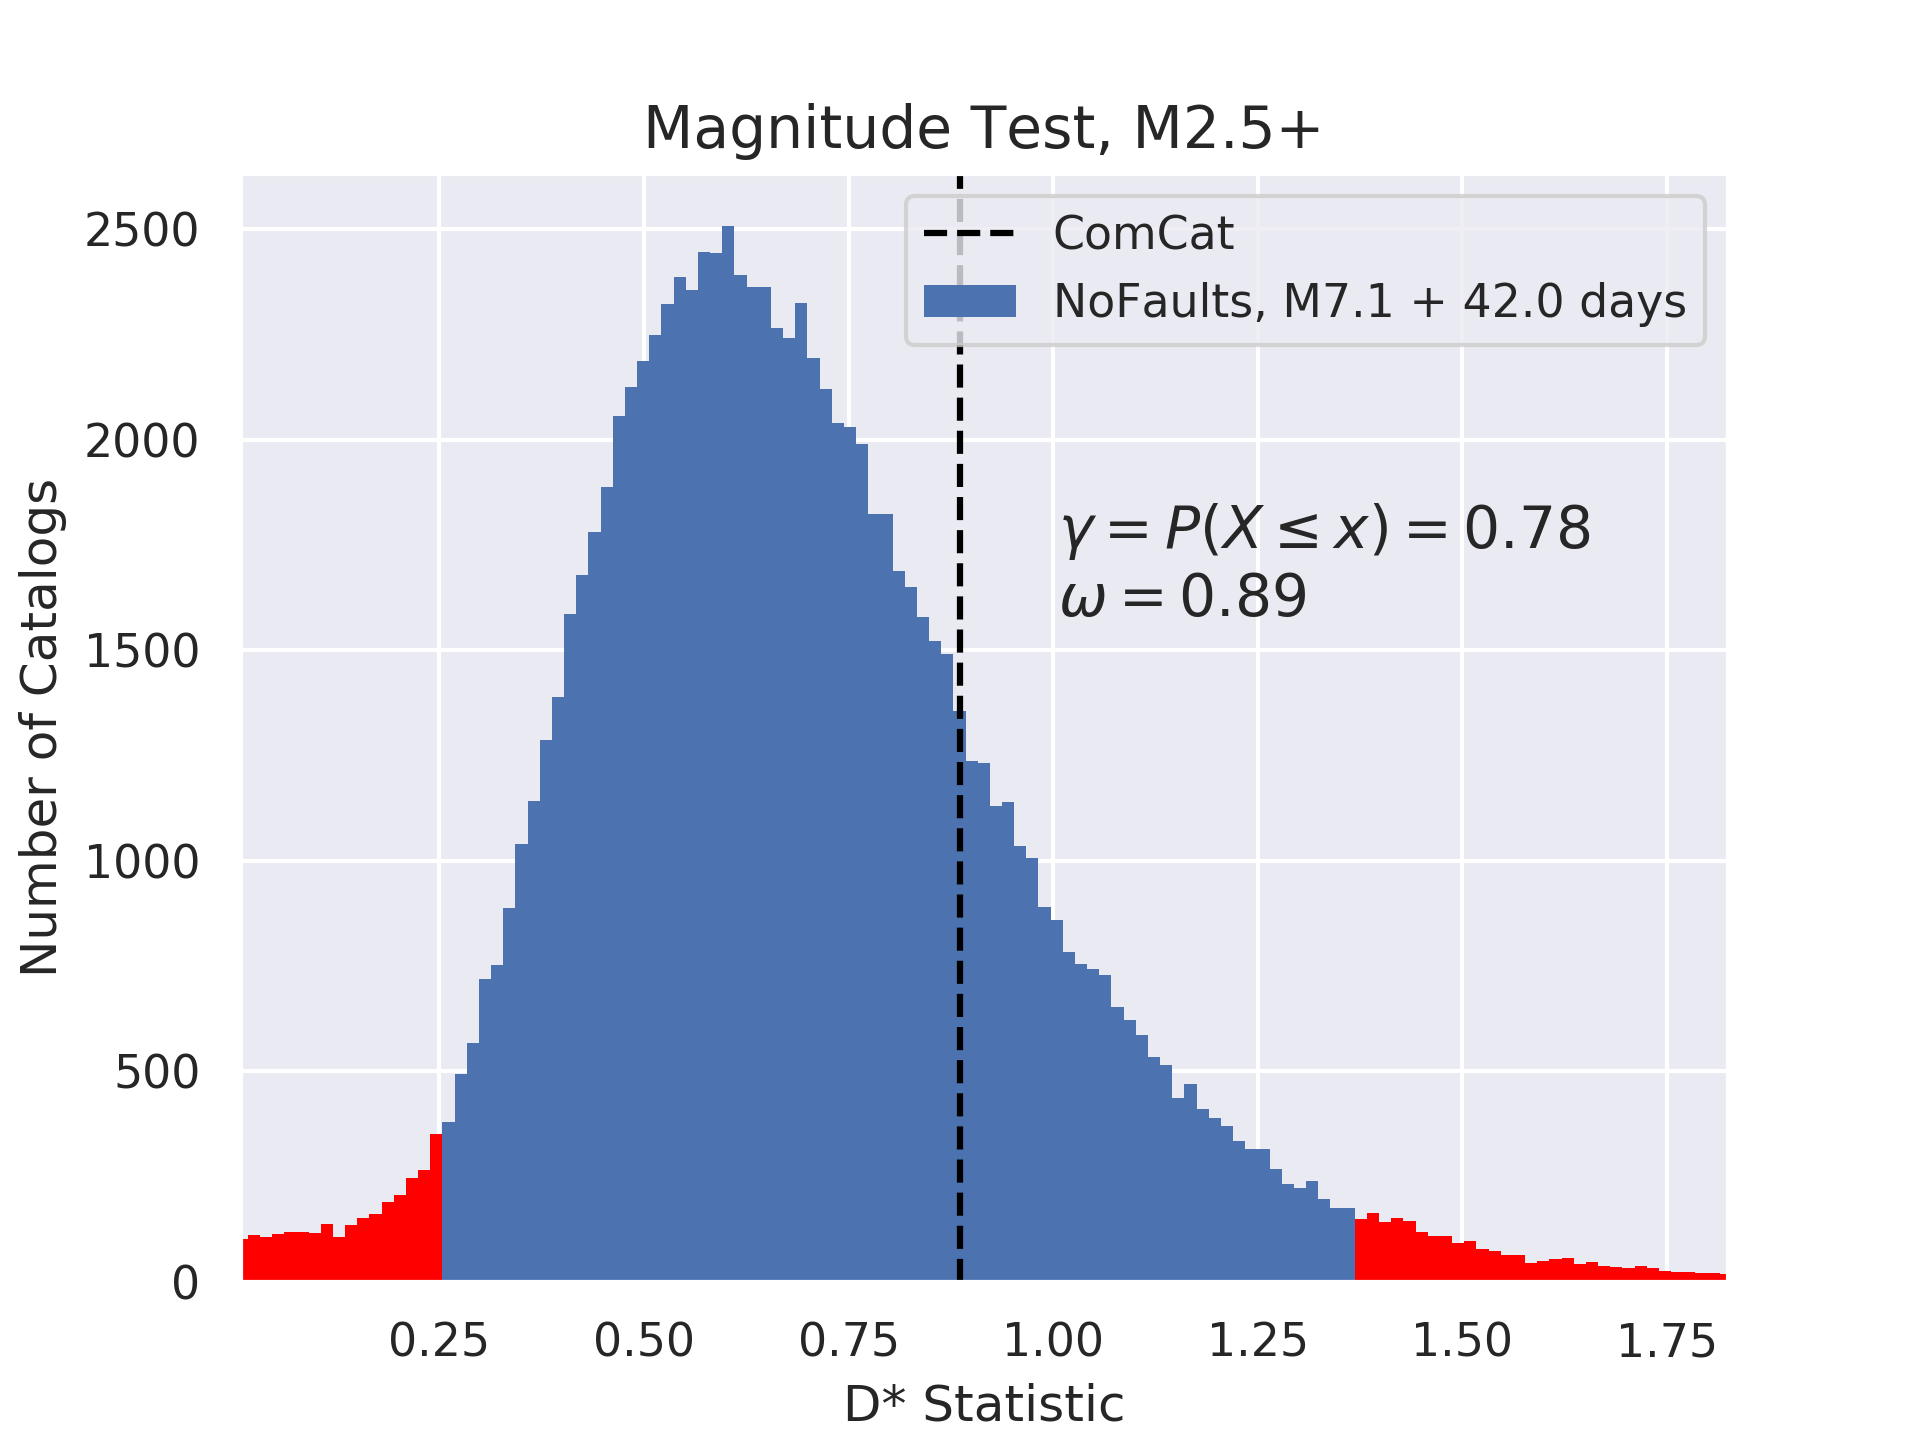 Magnitude Test, M2.5+
ComCat
NoFaults, M7.1 + 42.0 days
γ = P(X ≤ x) = 0.78
ω = 0.89
Number of Catalogs
2500
2000
1500
1000
500
0
0.25 0.50 0.75 1.00 1.25 1.50 1.75
D* Statistic